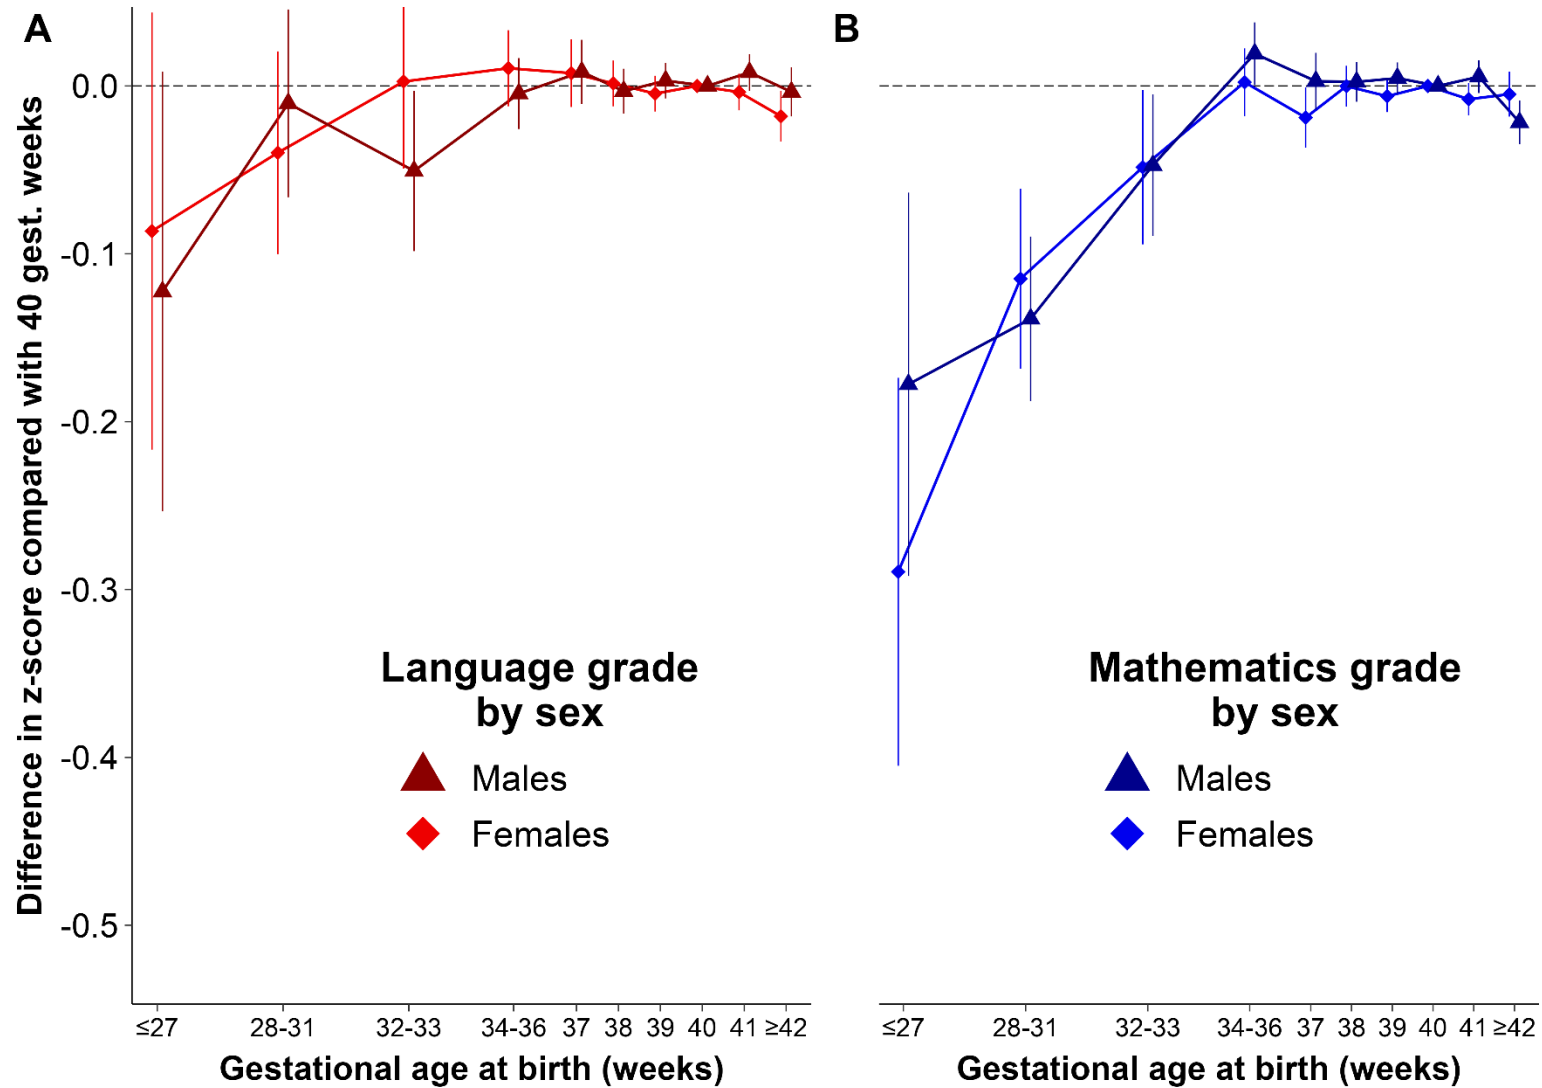 A
B
Difference in z-score compared with 40 gest. weeks
0.0
-0.1
-0.2
-0.3
-0.4
-0.5
Language grade
by sex
Males
Females
≤27 28-31 32-33 34-36 37 38 39 40 41 ≥42
Gestational age at birth (weeks)
Mathematics grade
by sex
Males
Females
≤27 28-31 32-33 34-36 37 38 39 40 41 ≥42
Gestational age at birth (weeks)